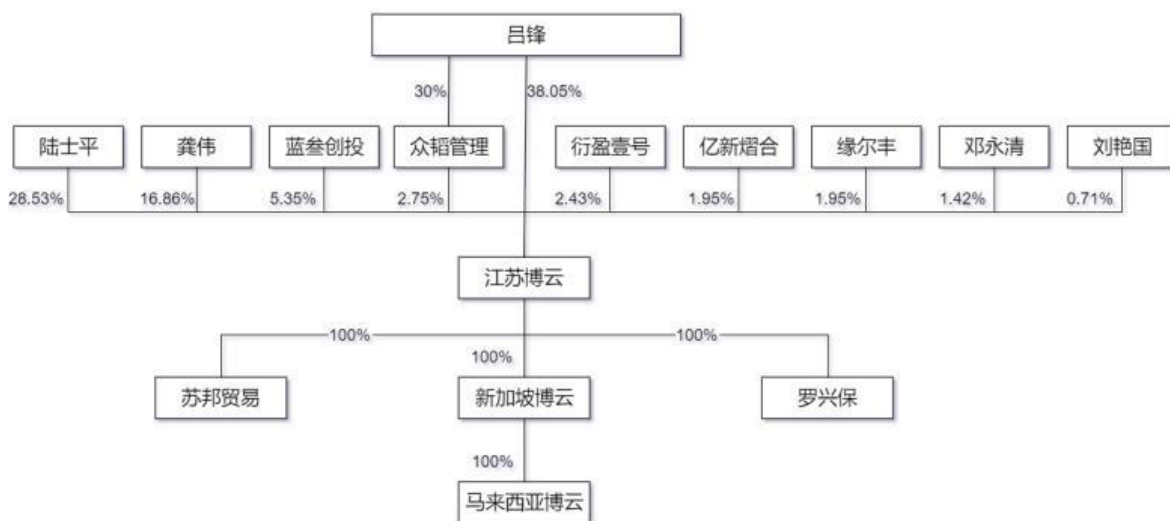 吕锋
30% 38.05%
陆士平 龚伟 蓝叁创投 众韬管理 衍盈壹号 亿新熠合 缘尔丰 邓永清 刘艳国
28.53% 16.86% 5.35% 2.75% 2.43% 1.95% 1.95% 1.42% 0.71%
江苏博云
100% 100% 100%
苏邦贸易 新加坡博云 罗兴保
100%
马来西亚博云